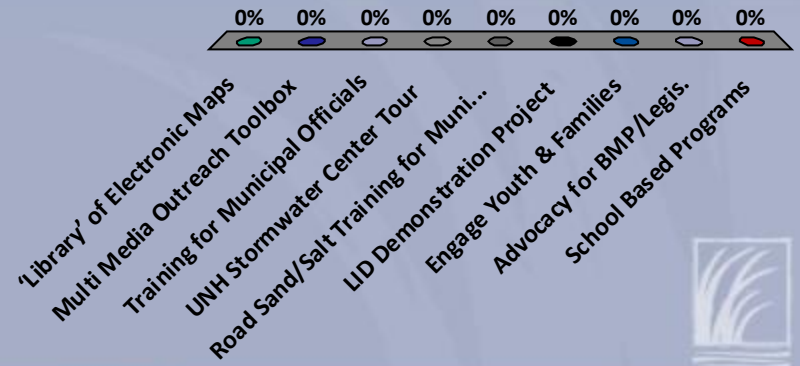 0% 0% 0% 0% 0% 0% 0% 0% 0%
'Library' of Electronic Maps
Multi Media Outreach Toolbox
Training for Municipal Officials
UNH Stormwater Center Tour
Road Sand/Salt Training for Muni...
LID Demonstration Project
Engage Youth & Families
Advocacy for BMP/Legis.
School Based Programs